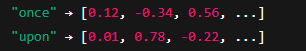 "once" → [0.12, -0.34, 0.56, ...]
"upon" → [0.01, 0.78, -0.22, ...]